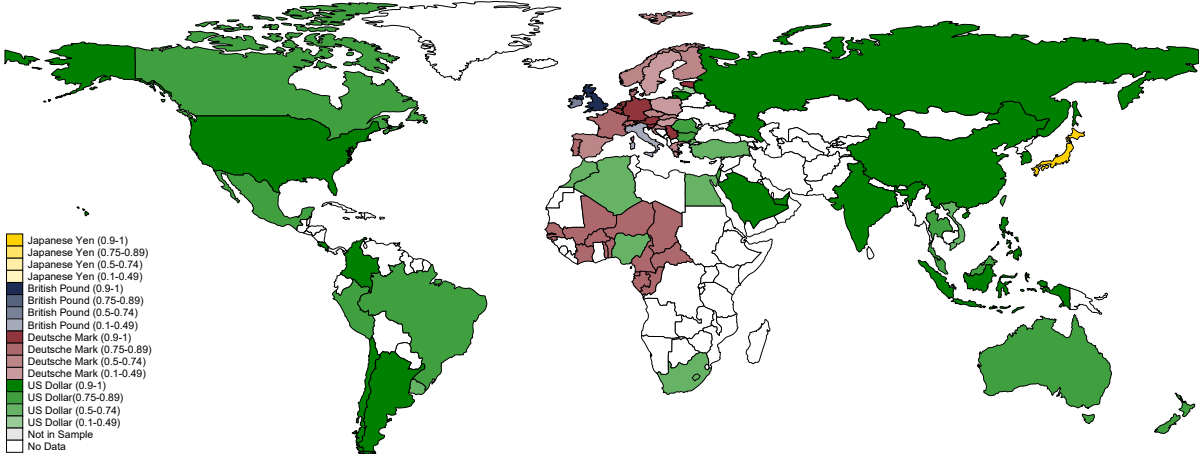 Japanese Yen (0.9-1)
Japanese Yen (0.75-0.89)
Japanese Yen (0.5-0.74)
Japanese Yen (0.1-0.49)
British Pound (0.9-1)
British Pound (0.75-0.89)
British Pound (0.5-0.74)
British Pound (0.1-0.49)
Deutsche Mark (0.9-1)
Deutsche Mark (0.75-0.89)
Deutsche Mark (0.5-0.74)
Deutsche Mark (0.1-0.49)
US Dollar (0.9-1)
US Dollar(0.75-0.89)
US Dollar (0.5-0.74)
US Dollar (0.1-0.49)
Not in Sample
No Data